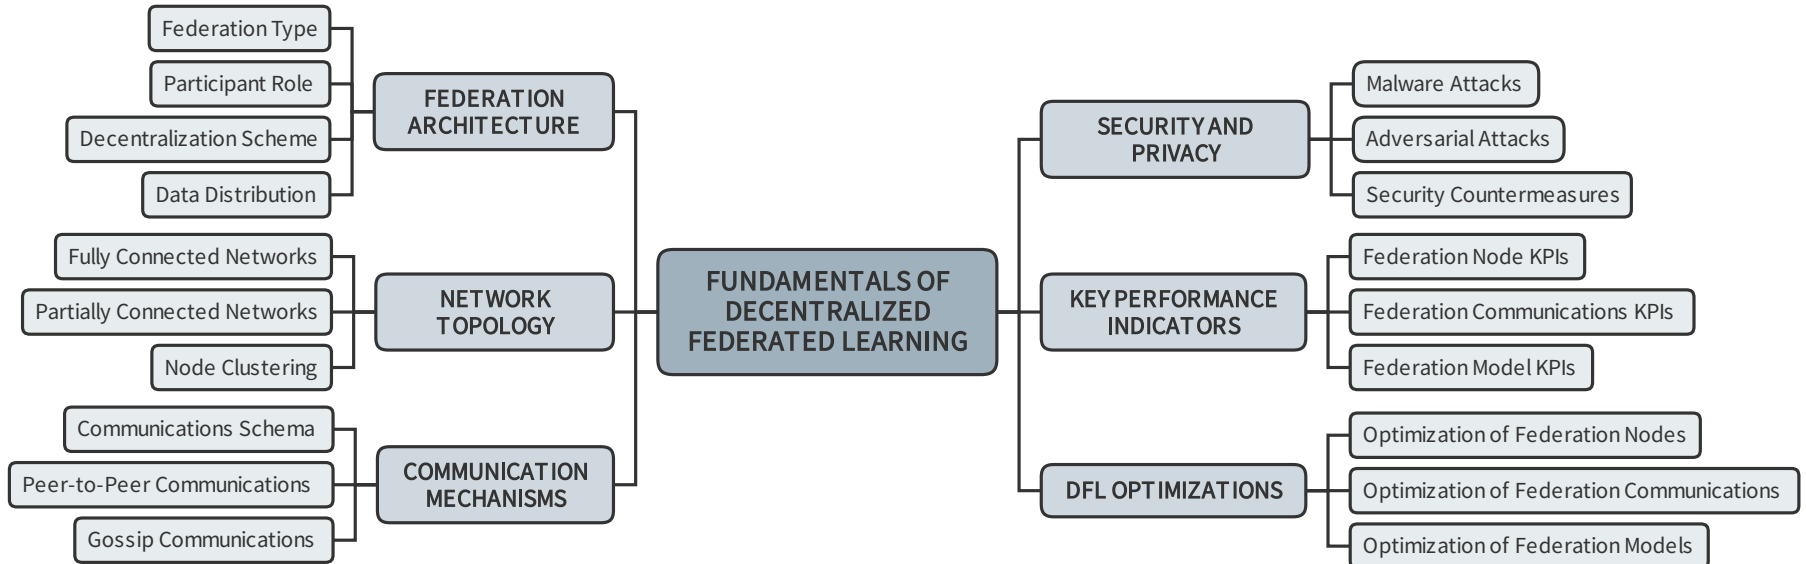 Federation Type
Participant Role
Decentralization Scheme
Data Distribution
FEDERATION
ARCHITECTURE
Fully Connected Networks
Partially Connected Networks
Node Clustering
NETWORK
TOPOLOGY
Communications Schema
Peer-to-Peer Communications
Gossip Communications
COMMUNICATION
MECHANISMS
FUNDAMENTALS OF
DECENTRALIZED
FEDERATED LEARNING
SECURITY AND
PRIVACY
Malware Attacks
Adversarial Attacks
Security Countermeasures
KEY PERFORMANCE
INDICATORS
Federation Node KPIs
Federation Communications KPIs
Federation Model KPIs
DFL OPTIMIZATIONS
Optimization of Federation Nodes
Optimization of Federation Communications
Optimization of Federation Models